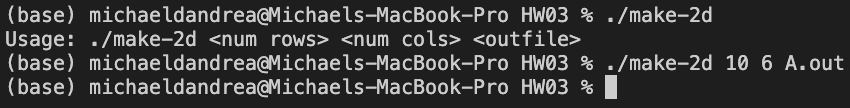 (base) michaeldandrea@Michaels-MacBook-Pro HW03 % ./make-2d
Usage: ./make-2d <num rows> <num cols> <outfile>
(base) michaeldandrea@Michaels-MacBook-Pro HW03 % ./make-2d 10 6 A.out
(base) michaeldandrea@Michaels-MacBook-Pro HW03 %